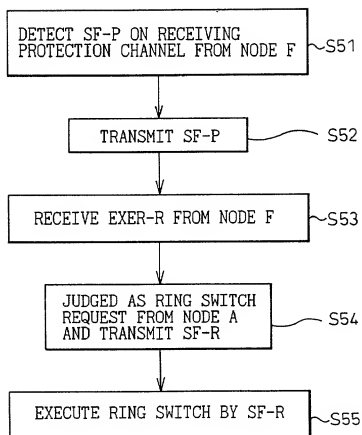 DETECT SF-P ON RECEIVING
PROTECTION CHANNEL FROM NODE F
S51
TRANSMIT SF-P
S52
RECEIVE EXER-R FROM NODE F
S53
JUDGED AS RING SWITCH
REQUEST FROM NODE A
AND TRANSMIT SF-R
S54
EXECUTE RING SWITCH BY SF-R
S55